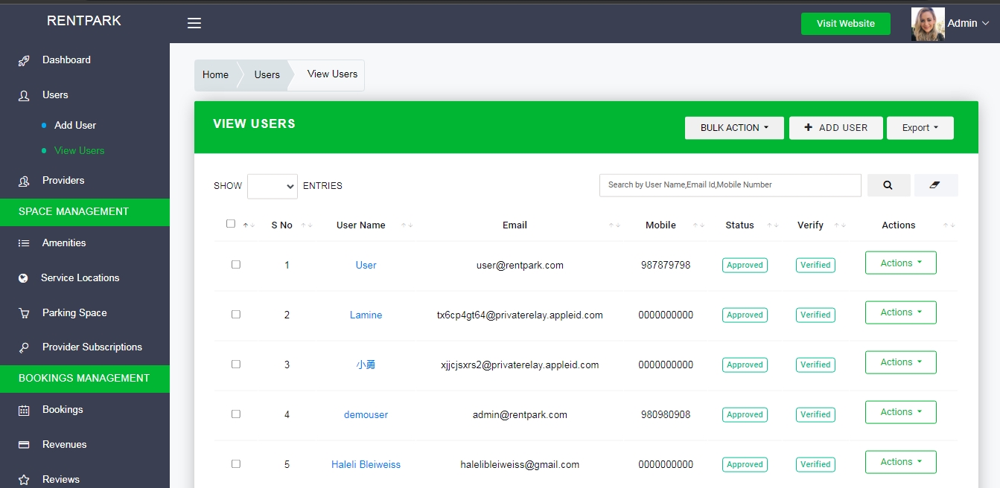 RENTPARK
Visit Website
Admin
Dashboard
Users
Add User
View Users
Providers
SPACE MANAGEMENT
Amenities
Service Locations
Parking Space
Provider Subscriptions
BOOKINGS MANAGEMENT
Bookings
Revenues
Reviews
Home Users View Users
VIEW USERS
BULK ACTION ADD USER Export
SHOW ENTRIES Search by User Name,Email Id,Mobile Number
S No User Name Email Mobile Status Verify Actions
1 User user@rentpark.com 987879798 Approved Verified Actions
2 Lamine tx6cp4gt64@privaterelay.appleid.com 0000000000 Approved Verified Actions
3 小勇 xjjcjsxrs2@privaterelay.appleid.com 0000000000 Approved Verified Actions
4 demouser admin@rentpark.com 980980908 Approved Verified Actions
5 Haleli Bleiweiss halelibleiweiss@gmail.com 0000000000 Approved Verified Actions